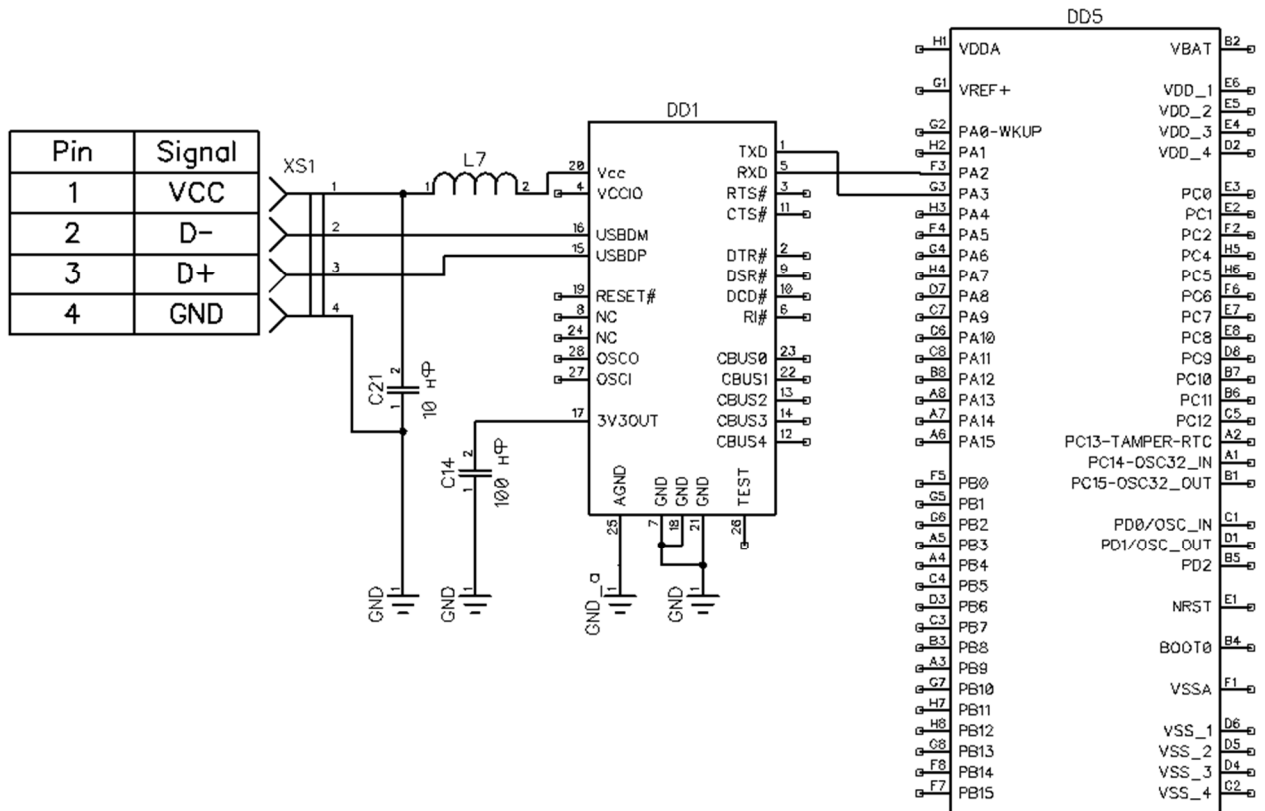 DD5
DD1
Pin Signal
1 VCC
2 D-
3 D+
4 GND
XS1
1
2
3
4
L7
1 2
C21
2
1
10 нФ
C14
2
1
100 нФ
GND 1
GND 1
GND_a 1
GND 1
20 Vcc
4 VCCIO
16 USBDM
15 USBDP
19 RESET#
8 NC
24 NC
28 OSCO
27 OSCI
17 3V3OUT
TXD 1
RXD 5
RTS# 3
CTS# 11
DTR# 2
DSR# 9
DCD# 10
RI# 6
CBUS0 23
CBUS1 22
CBUS2 13
CBUS3 14
CBUS4 12
AGND 25
GND 7
GND 18
GND 21
TEST 26
H1 VDDA
G1 VREF+
G2 PA0-WKUP
H2 PA1
F3 PA2
G3 PA3
H3 PA4
F4 PA5
G4 PA6
H4 PA7
D7 PA8
C7 PA9
C6 PA10
C8 PA11
B8 PA12
A8 PA13
A7 PA14
A6 PA15
F5 PB0
G5 PB1
G6 PB2
A5 PB3
A4 PB4
C4 PB5
D3 PB6
C3 PB7
B3 PB8
A3 PB9
G7 PB10
H7 PB11
H8 PB12
G8 PB13
F8 PB14
F7 PB15
VBAT B2
VDD_1 E6
VDD_2 E5
VDD_3 E4
VDD_4 D2
PC0 E3
PC1 E2
PC2 F2
PC4 H5
PC5 H6
PC6 F6
PC7 E7
PC8 E8
PC9 D8
PC10 B7
PC11 B6
PC12 C5
PC13-TAMPER-RTC A2
PC14-OSC32_IN A1
PC15-OSC32_OUT B1
PD0/OSC_IN C1
PD1/OSC_OUT D1
PD2 B5
NRST E1
BOOT0 B4
VSSA F1
VSS_1 D6
VSS_2 D5
VSS_3 D4
VSS_4 C2